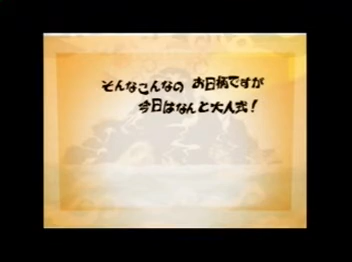 そんなこんなの お日柄ですが
今日はなんと大人式！